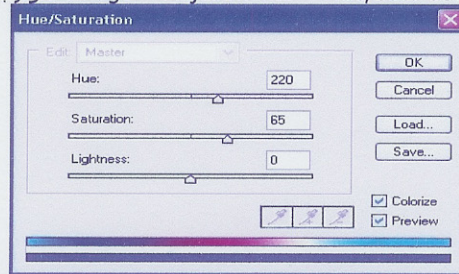 Hue/Saturation
Edit: Master
OK
Hue: 220
Cancel
Saturation: 65
Load...
Save...
Lightness: 0
Colorize
Preview